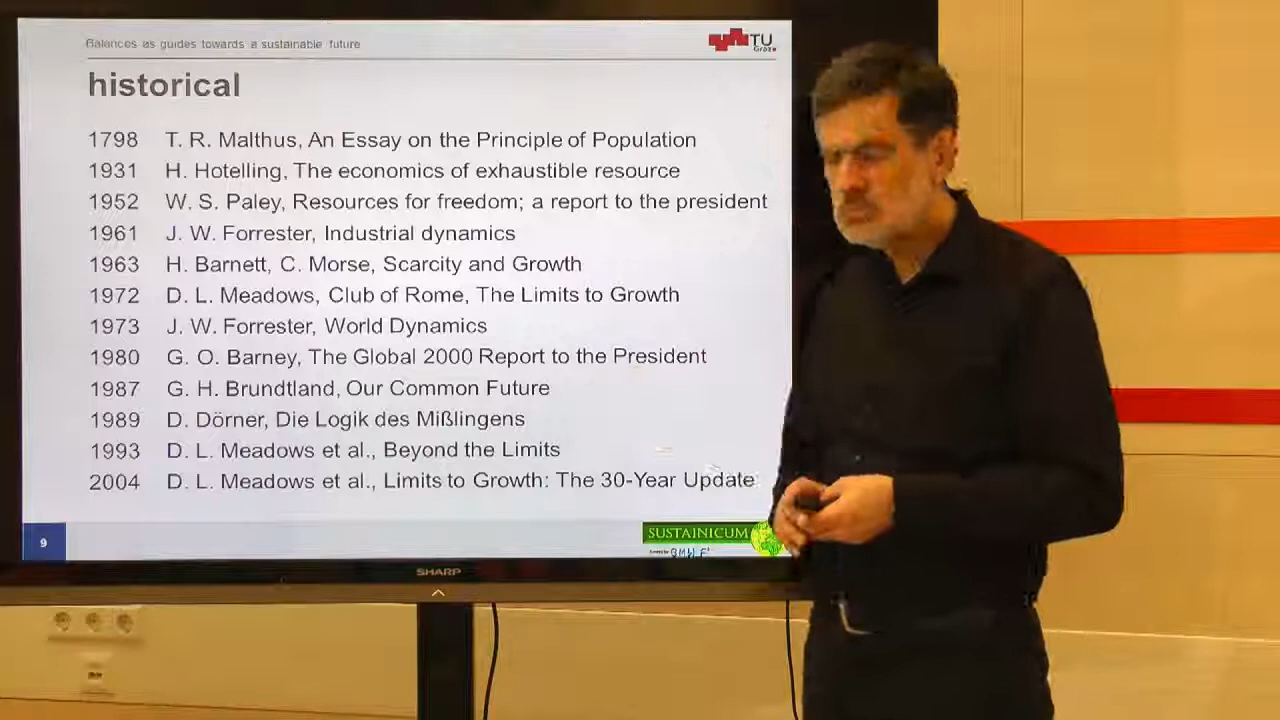 Balances as guides towards a sustainable future
TU
Graz
historical
1798 T. R. Malthus, An Essay on the Principle of Population
1931 H. Hotelling, The economics of exhaustible resource
1952 W. S. Paley, Resources for freedom; a report to the president
1961 J. W. Forrester, Industrial dynamics
1963 H. Barnett, C. Morse, Scarcity and Growth
1972 D. L. Meadows, Club of Rome, The Limits to Growth
1973 J. W. Forrester, World Dynamics
1980 G. O. Barney, The Global 2000 Report to the President
1987 G. H. Brundtland, Our Common Future
1989 D. Dörner, Die Logik des Mißlingens
1993 D. L. Meadows et al., Beyond the Limits
2004 D. L. Meadows et al., Limits to Growth: The 30-Year Update
9
SUSTAINICUM
SHARP